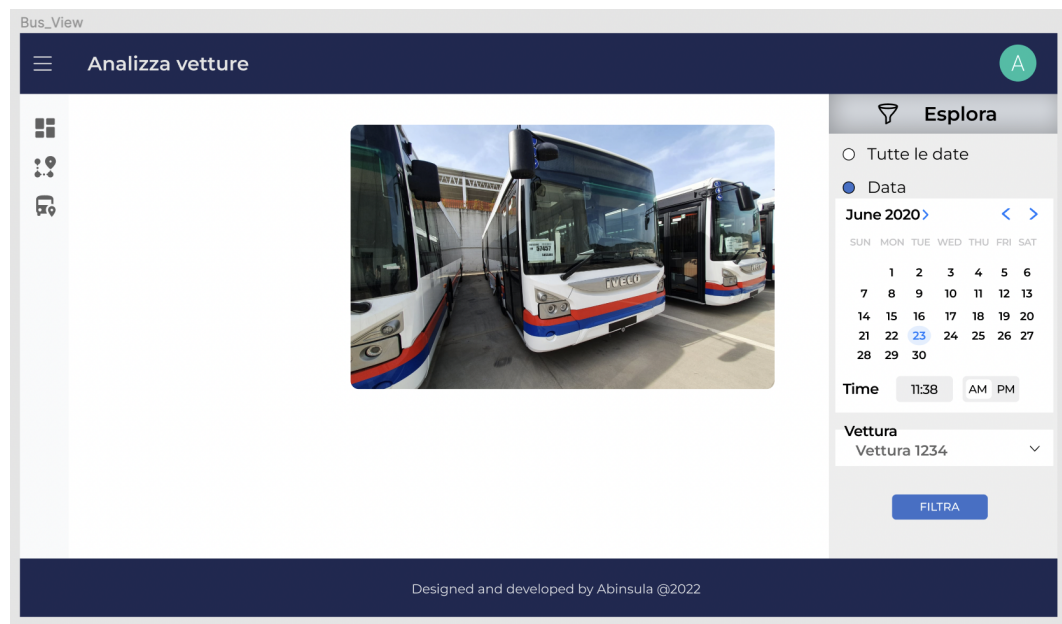 Bus_View
Analizza vetture
A
Esplora
Tutte le date
Data
June 2020
SUN MON TUE WED THU FRI SAT
1 2 3 4 5 6
7 8 9 10 11 12 13
14 15 16 17 18 19 20
21 22 23 24 25 26 27
28 29 30
Time 11:38 AM PM
Vettura
Vettura 1234
FILTRA
57457
IVECO
Designed and developed by Abinsula @2022